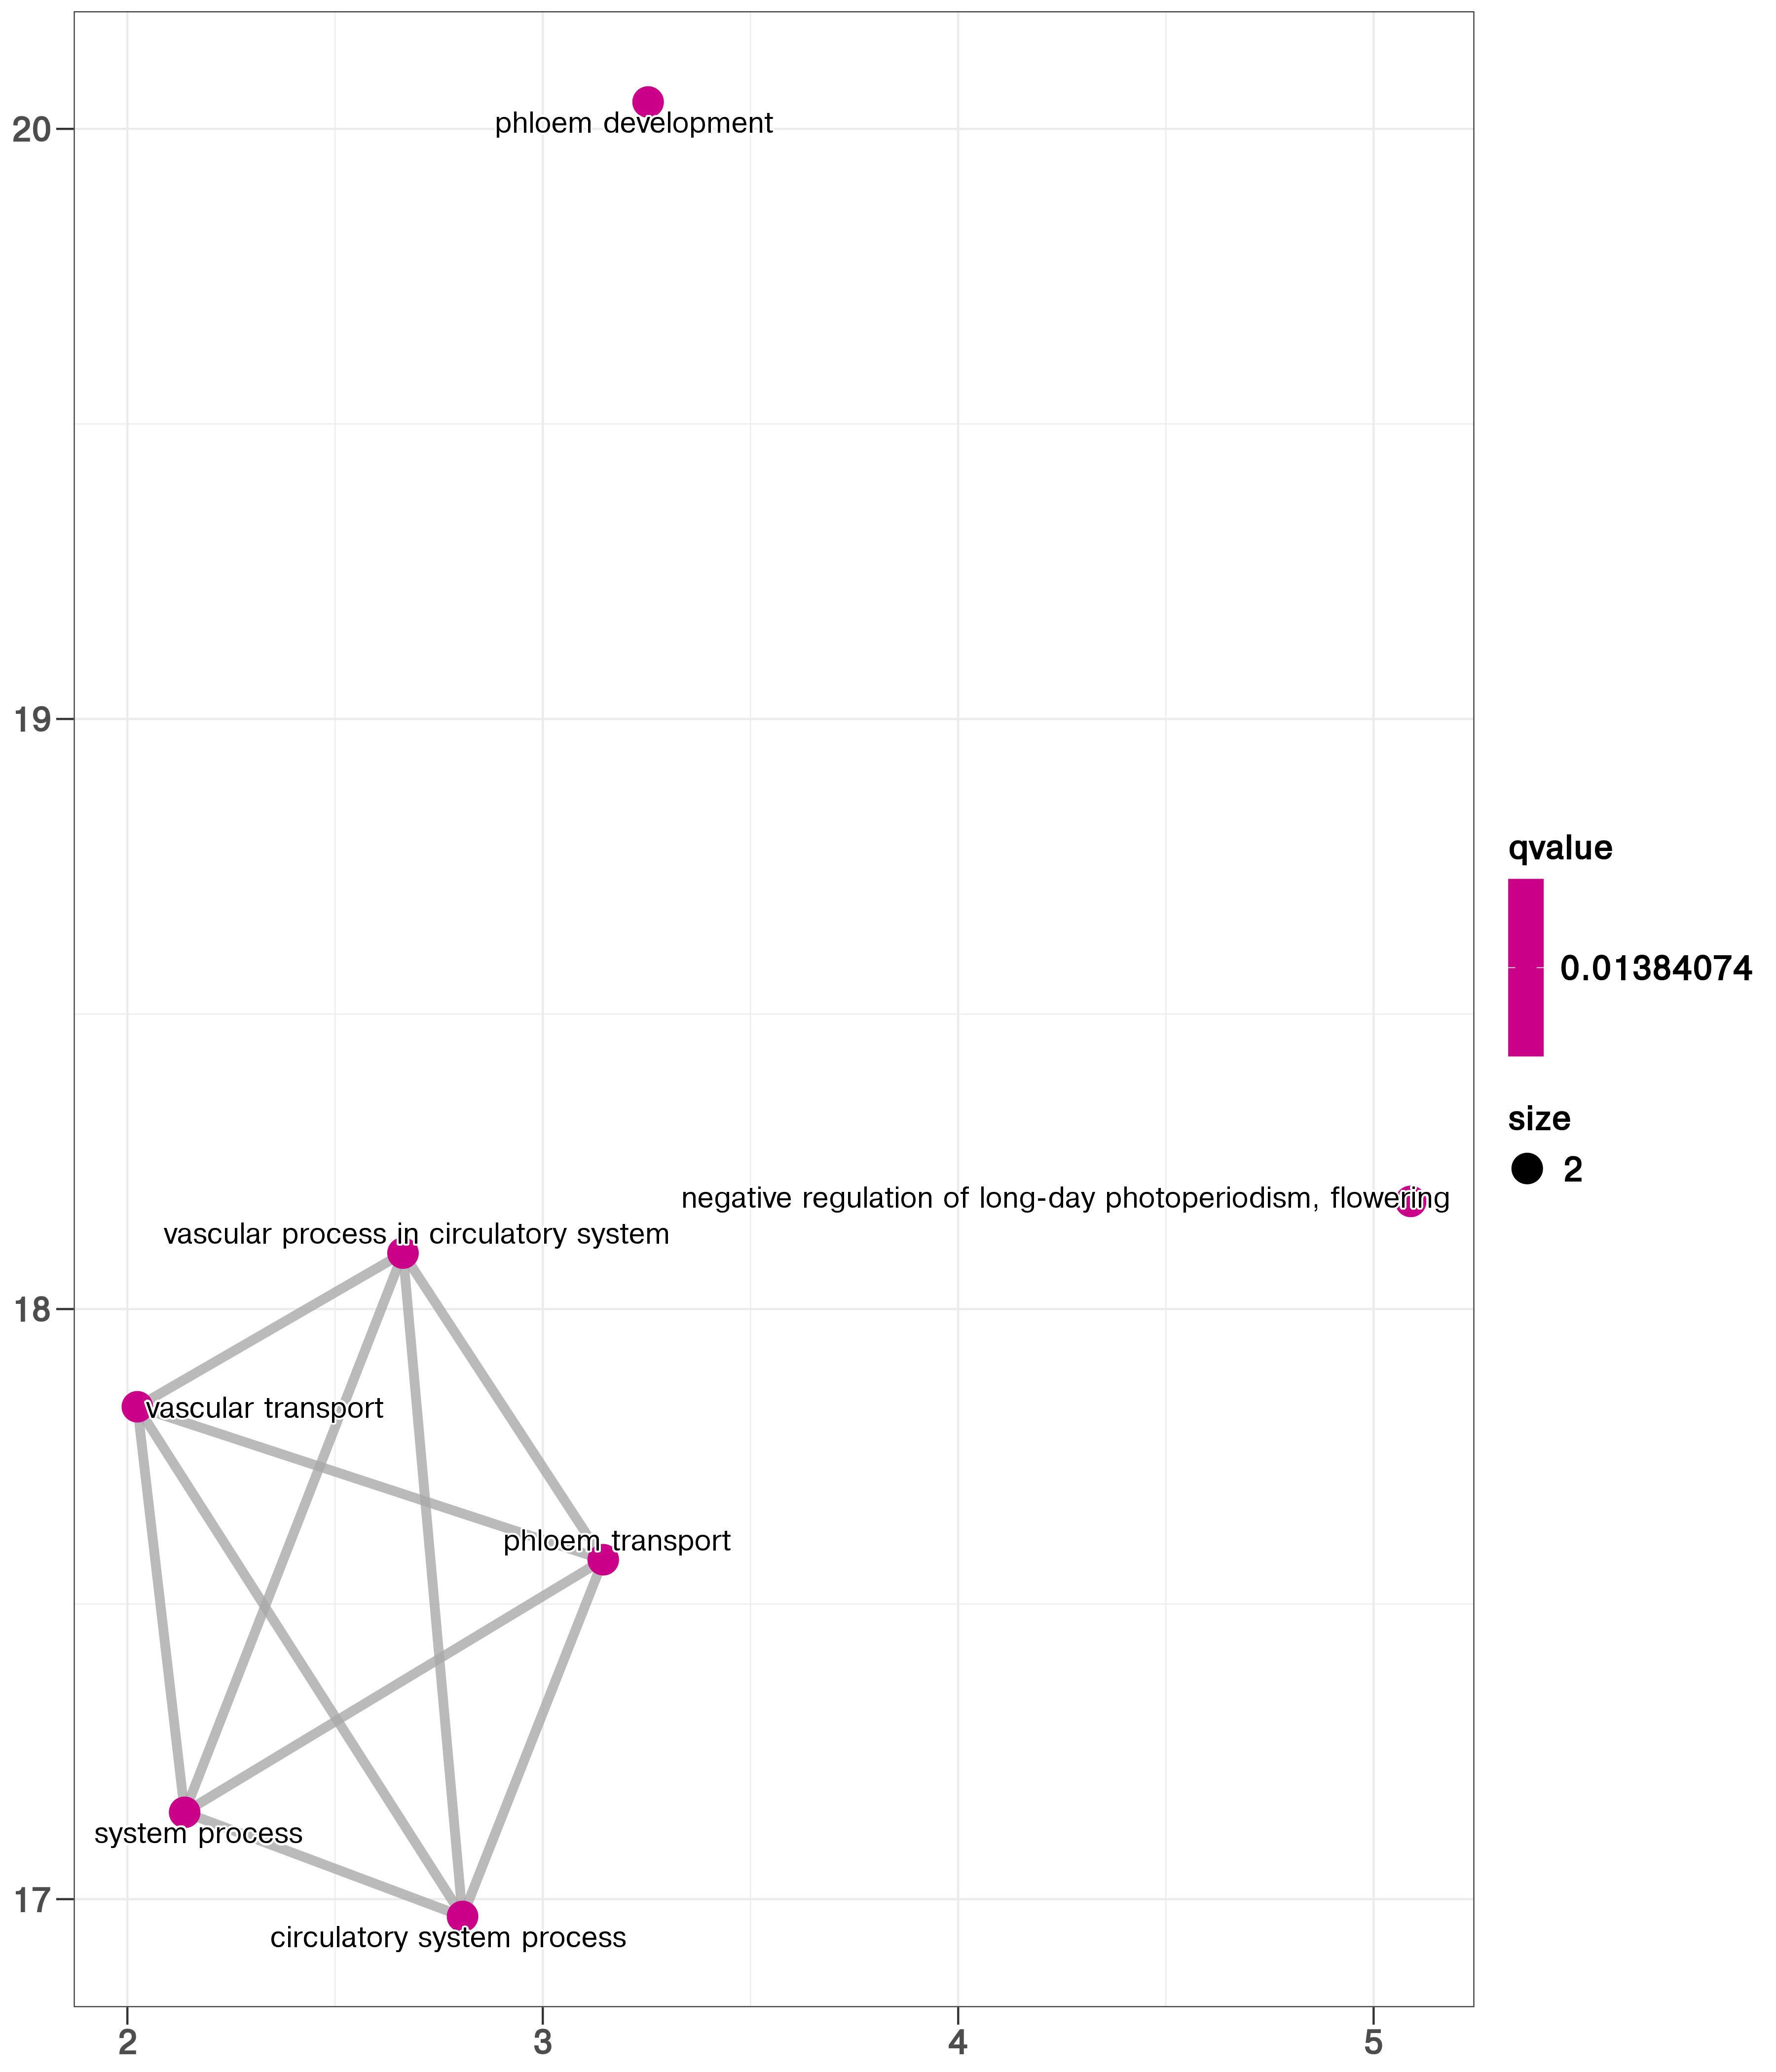 phloem development
20
19
qvalue
0.01384074
size
2
negative regulation of long-day photoperiodism, flowering
vascular process in circulatory system
18
vascular transport
phloem transport
system process
17
circulatory system process
2
3
4
5